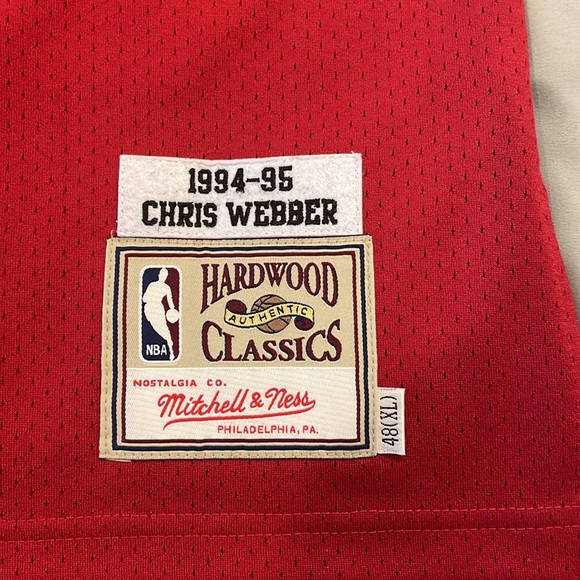 1994-95
CHRIS WEBBER
HARDWOOD
AUTHENTIC
CLASSICS
NBA
NOSTALGIA CO.
Mitchell & Ness
PHILADELPHIA, PA.
48(XL)